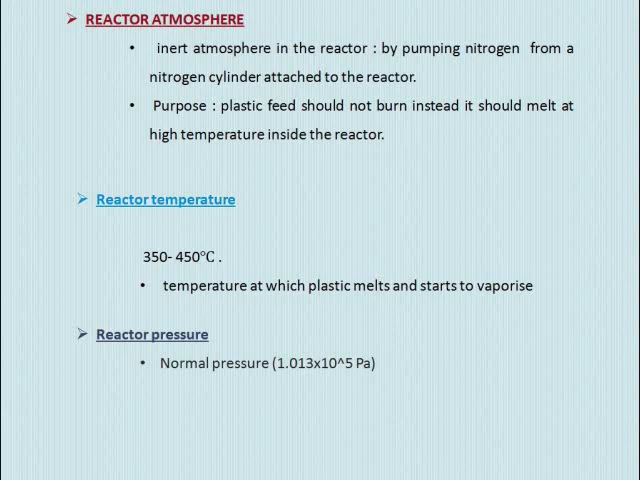 REACTOR ATMOSPHERE
• inert atmosphere in the reactor : by pumping nitrogen from a
nitrogen cylinder attached to the reactor.
• Purpose : plastic feed should not burn instead it should melt at
high temperature inside the reactor.
Reactor temperature
350- 450℃ .
• temperature at which plastic melts and starts to vaporise
Reactor pressure
• Normal pressure (1.013x10^5 Pa)